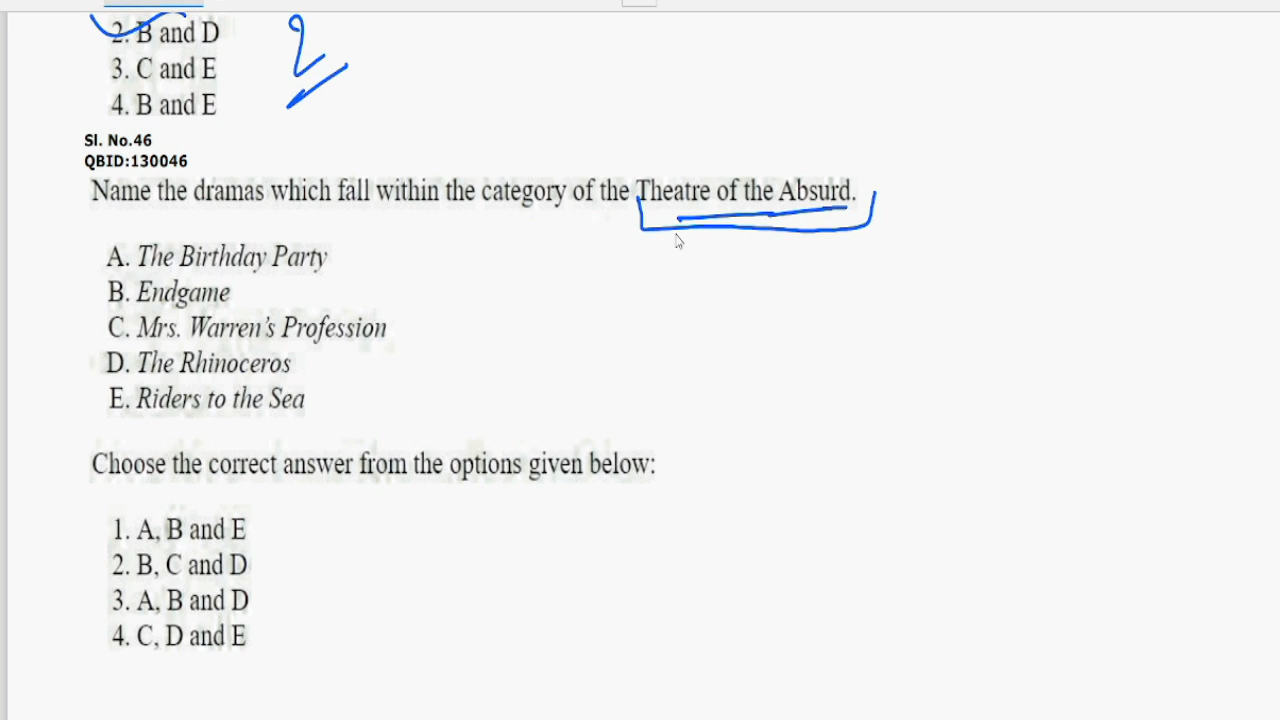 2. B and D
3. C and E
4. B and E
2
Sl. No.46
QBID:130046
Name the dramas which fall within the category of the Theatre of the Absurd.
A. The Birthday Party
B. Endgame
C. Mrs. Warren's Profession
D. The Rhinoceros
E. Riders to the Sea
Choose the correct answer from the options given below:
1. A, B and E
2. B, C and D
3. A, B and D
4. C, D and E